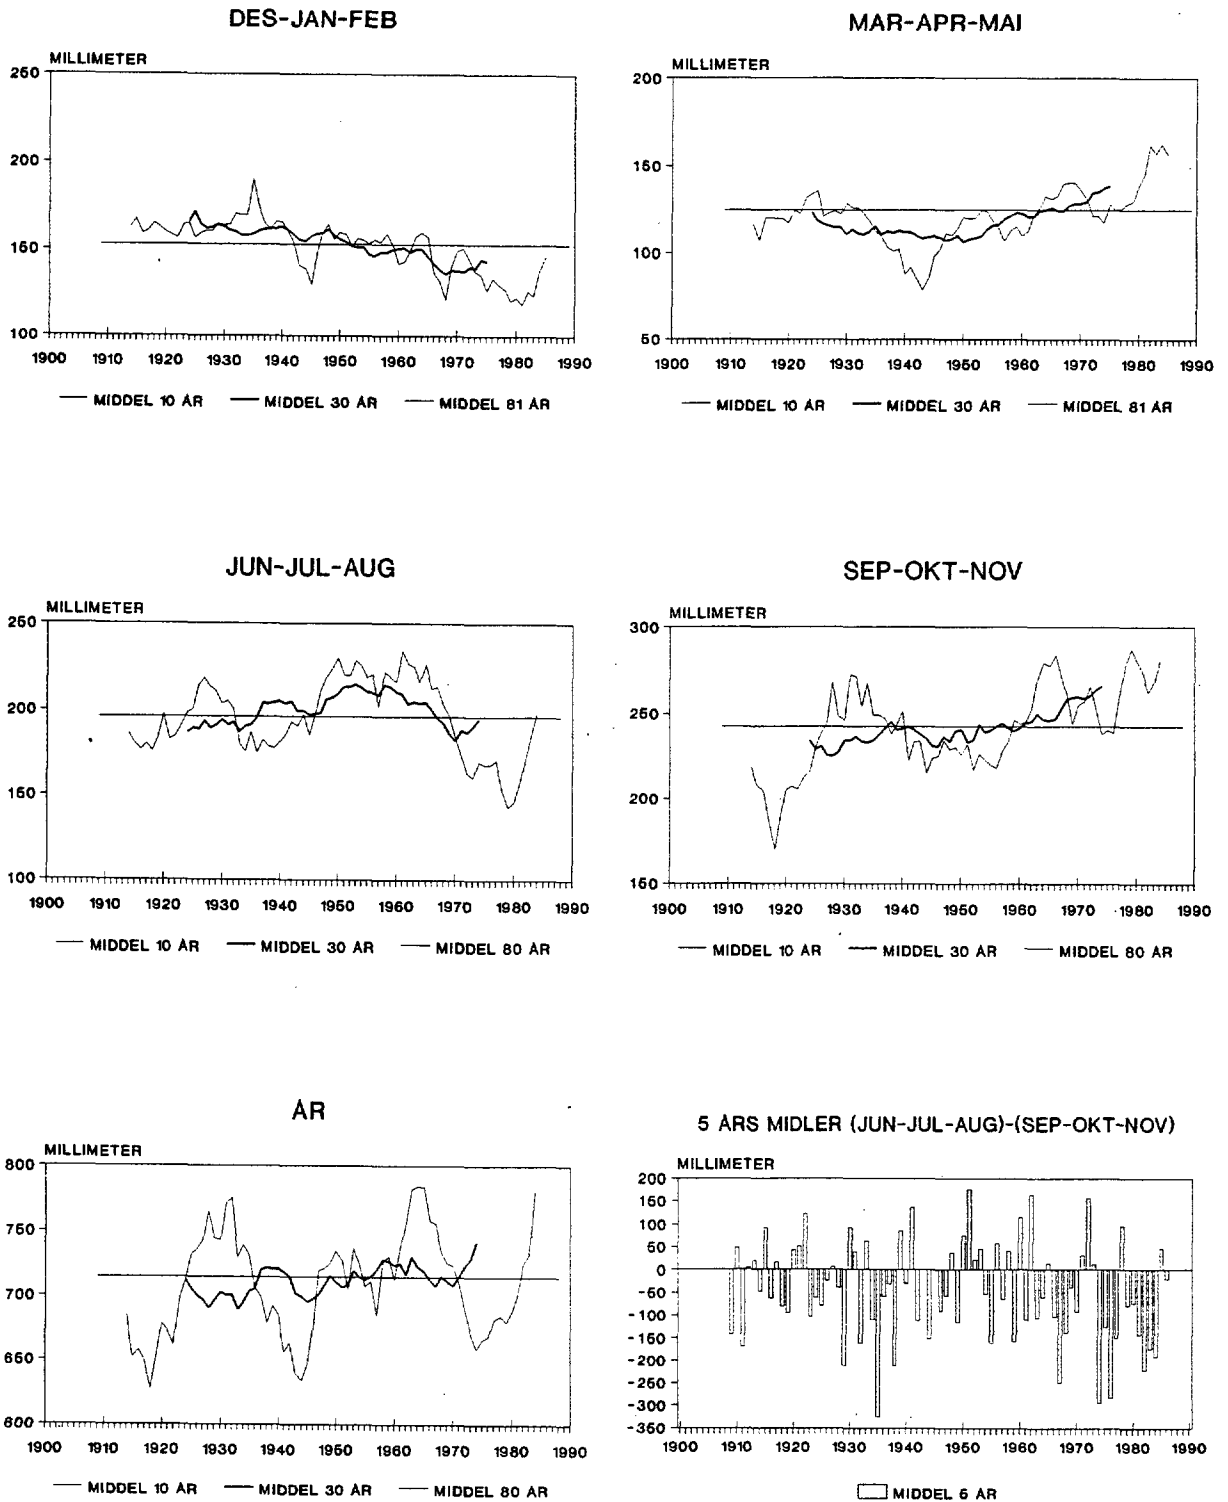 DES-JAN-FEB
MILLIMETER
250
200
150
100
1900 1910 1920 1930 1940 1950 1960 1970 1980 1990
MIDDEL 10 ÅR MIDDEL 30 ÅR MIDDEL 81 ÅR
MAR-APR-MAI
MILLIMETER
200
150
100
50
1900 1910 1920 1930 1940 1950 1960 1970 1980 1990
MIDDEL 10 ÅR MIDDEL 30 ÅR MIDDEL 81 ÅR
JUN-JUL-AUG
MILLIMETER
250
200
150
100
1900 1910 1920 1930 1940 1950 1960 1970 1980 1990
MIDDEL 10 ÅR MIDDEL 30 ÅR MIDDEL 80 ÅR
SEP-OKT-NOV
MILLIMETER
300
250
200
150
1900 1910 1920 1930 1940 1950 1960 1970 1980 1990
MIDDEL 10 ÅR MIDDEL 30 ÅR MIDDEL 80 ÅR
ÅR
MILLIMETER
800
750
700
650
600
1900 1910 1920 1930 1940 1950 1960 1970 1980 1990
MIDDEL 10 ÅR MIDDEL 30 ÅR MIDDEL 80 ÅR
5 ÅRS MIDLER (JUN-JUL-AUG)-(SEP-OKT-NOV)
MILLIMETER
200
150
100
50
0
-50
-100
-150
-200
-250
-300
-350
1900 1910 1920 1930 1940 1950 1960 1970 1980 1990
MIDDEL 5 ÅR